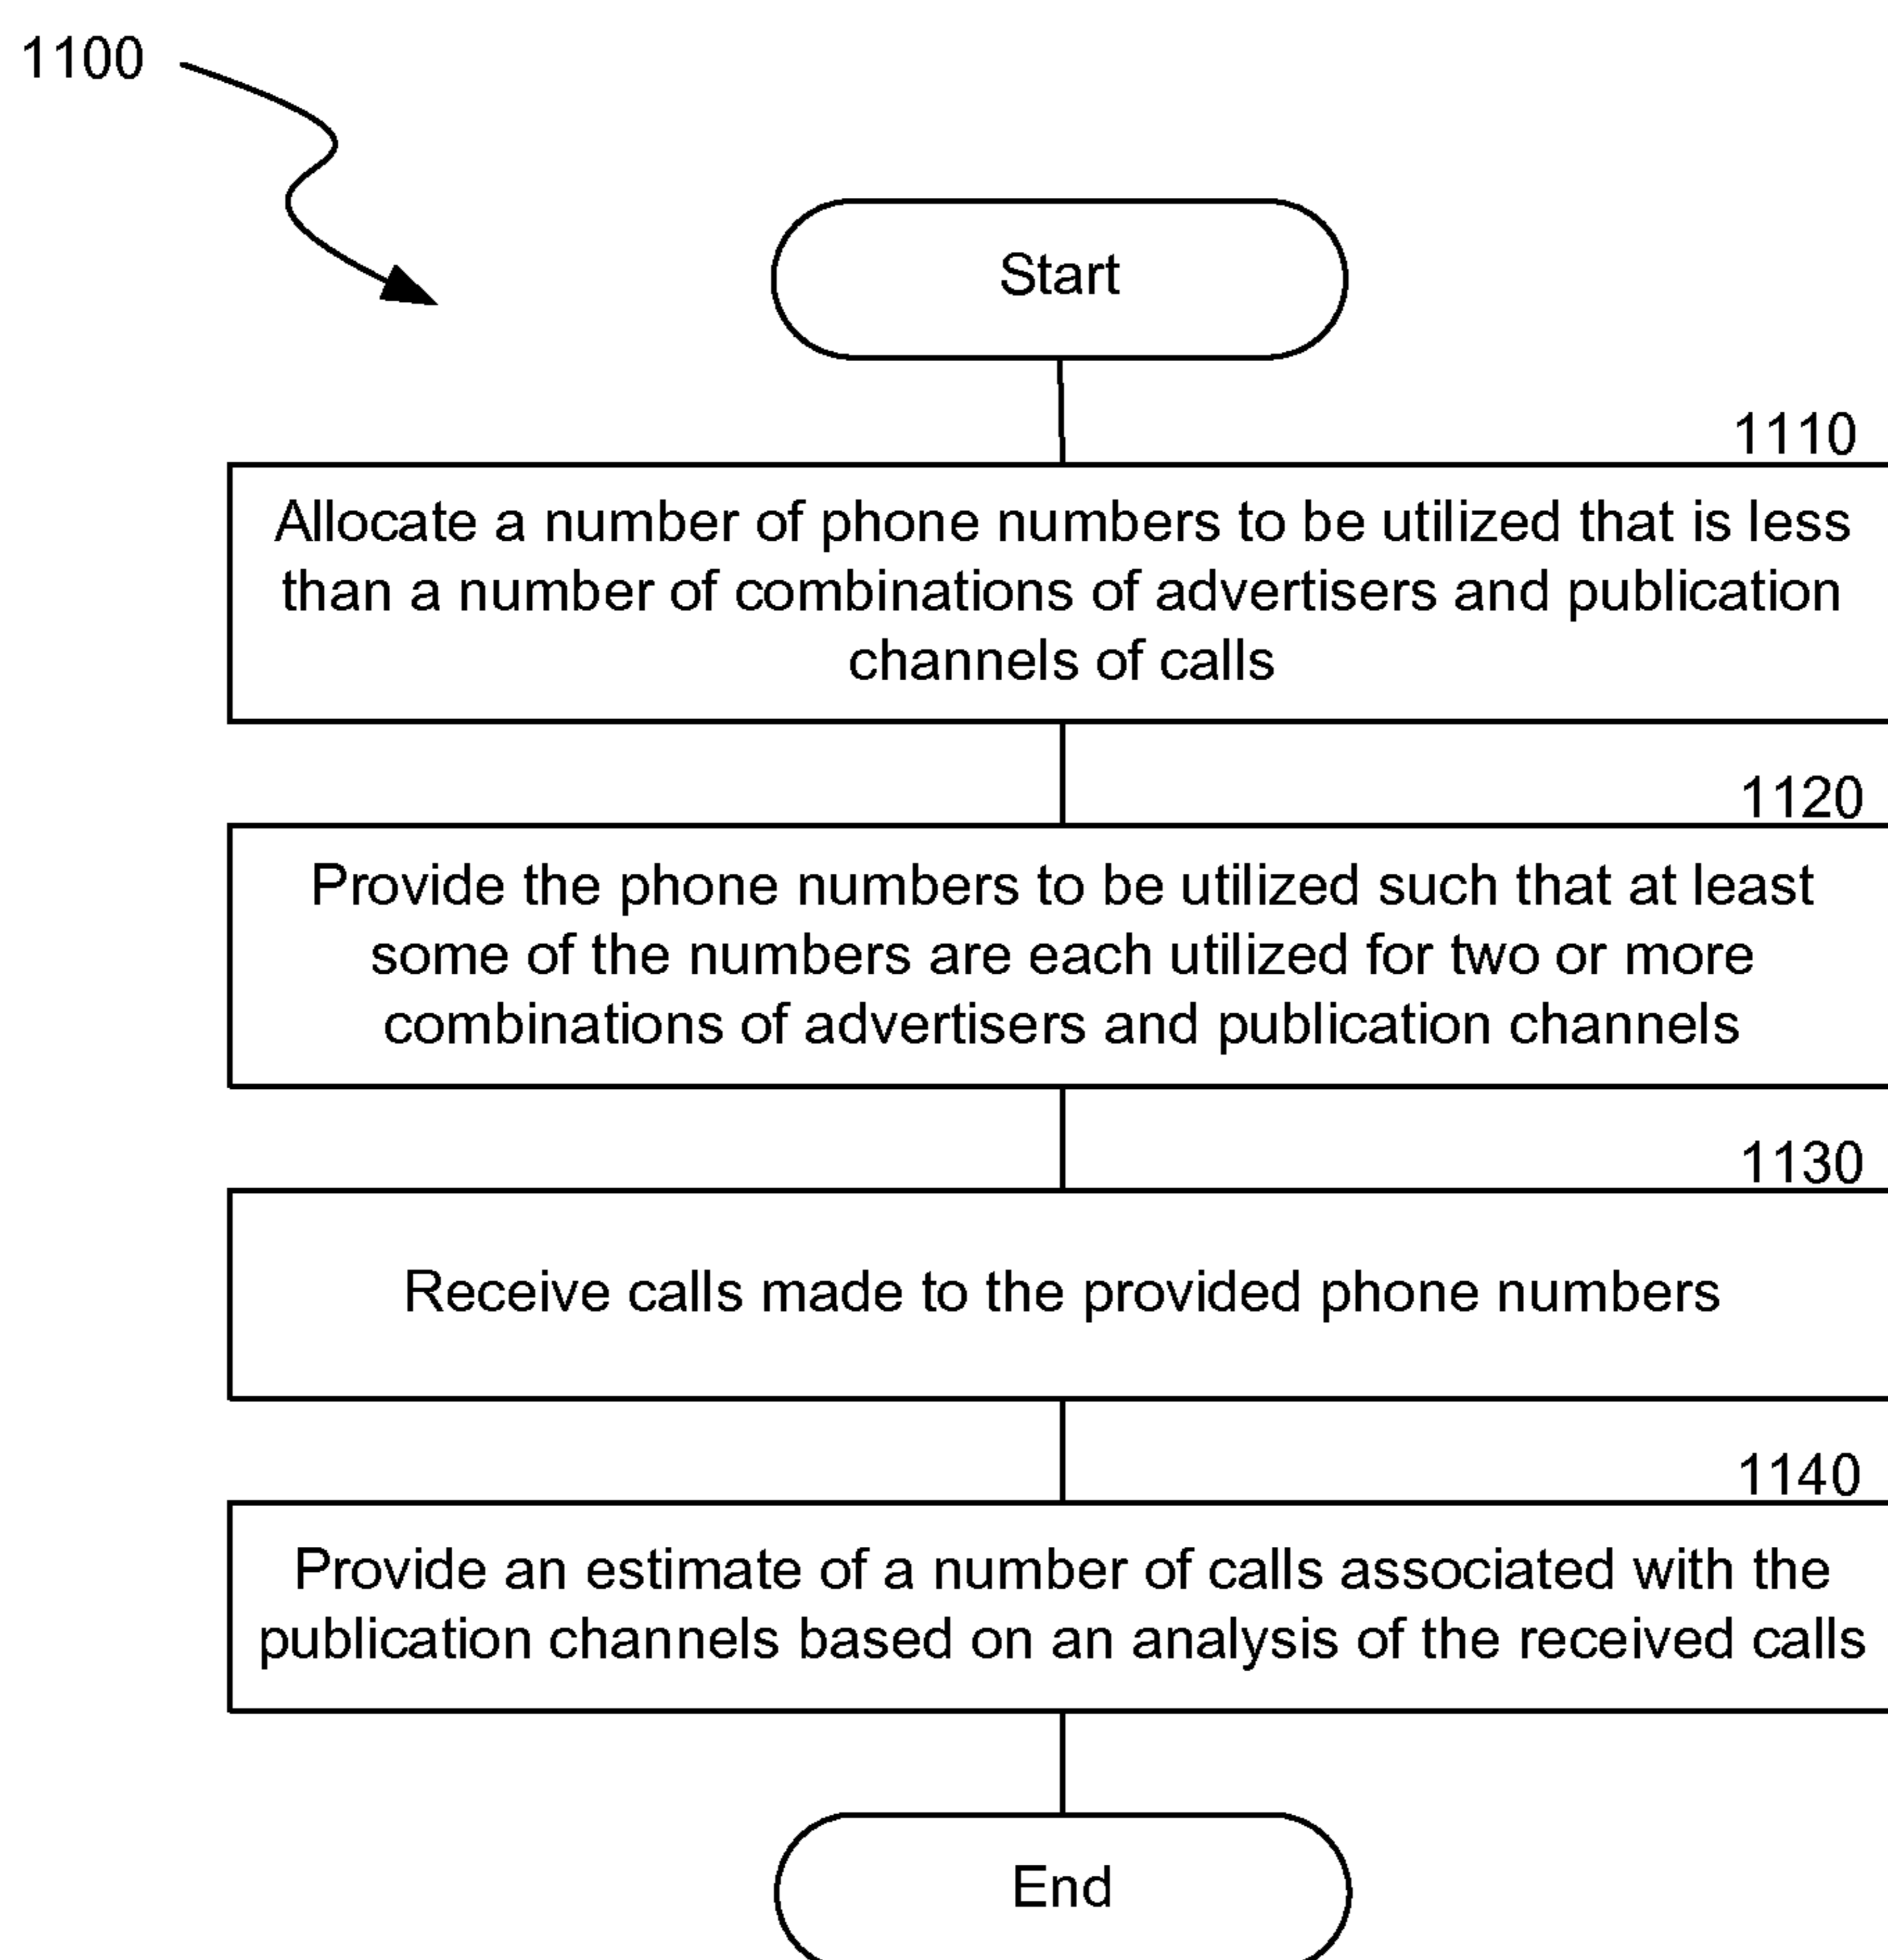 1100
Start
1110
Allocate a number of phone numbers to be utilized that is less
than a number of combinations of advertisers and publication
channels of calls
1120
Provide the phone numbers to be utilized such that at least
some of the numbers are each utilized for two or more
combinations of advertisers and publication channels
1130
Receive calls made to the provided phone numbers
1140
Provide an estimate of a number of calls associated with the
publication channels based on an analysis of the received calls
End